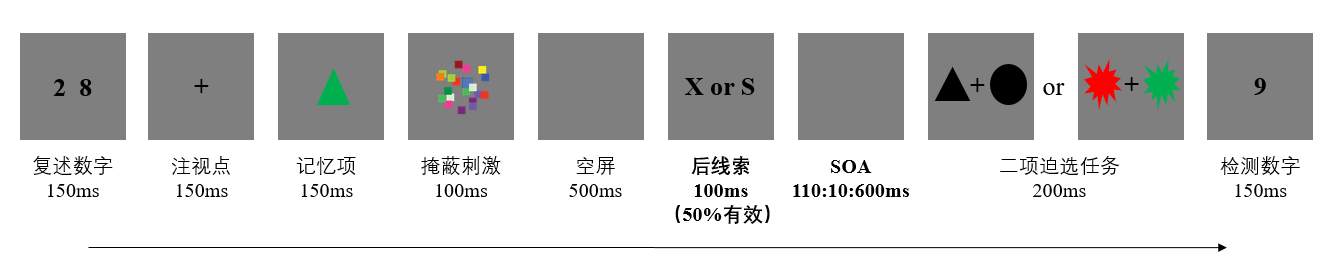 2 8
+
X or S
+
or
+
9
复述数字
150ms
注视点
150ms
记忆项
150ms
掩蔽刺激
100ms
空屏
500ms
后线索
100ms
（50%有效）
SOA
110:10:600ms
二项迫选任务
200ms
检测数字
150ms